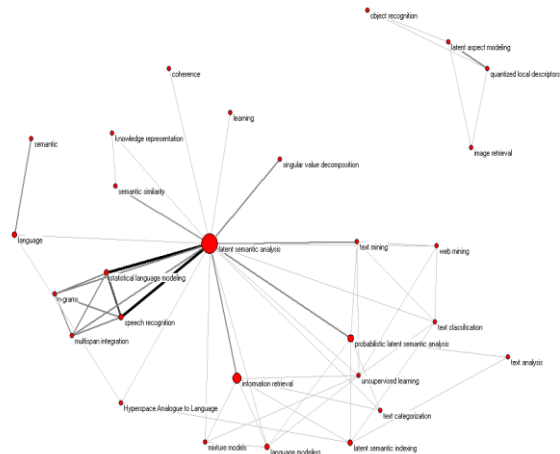 object recognition
latent aspect modeling
coherence
quantized local descriptors
learning
semantic
knowledge representation
image retrieval
singular value decomposition
semantic similarity
language
latent semantic analysis
text mining
web mining
statistical language modeling
n-grams
speech recognition
text classification
multispan integration
probabilistic latent semantic analysis
text analysis
information retrieval
unsupervised learning
Hyperspace Analogue to Language
text categorization
mixture models
language modeling
latent semantic indexing